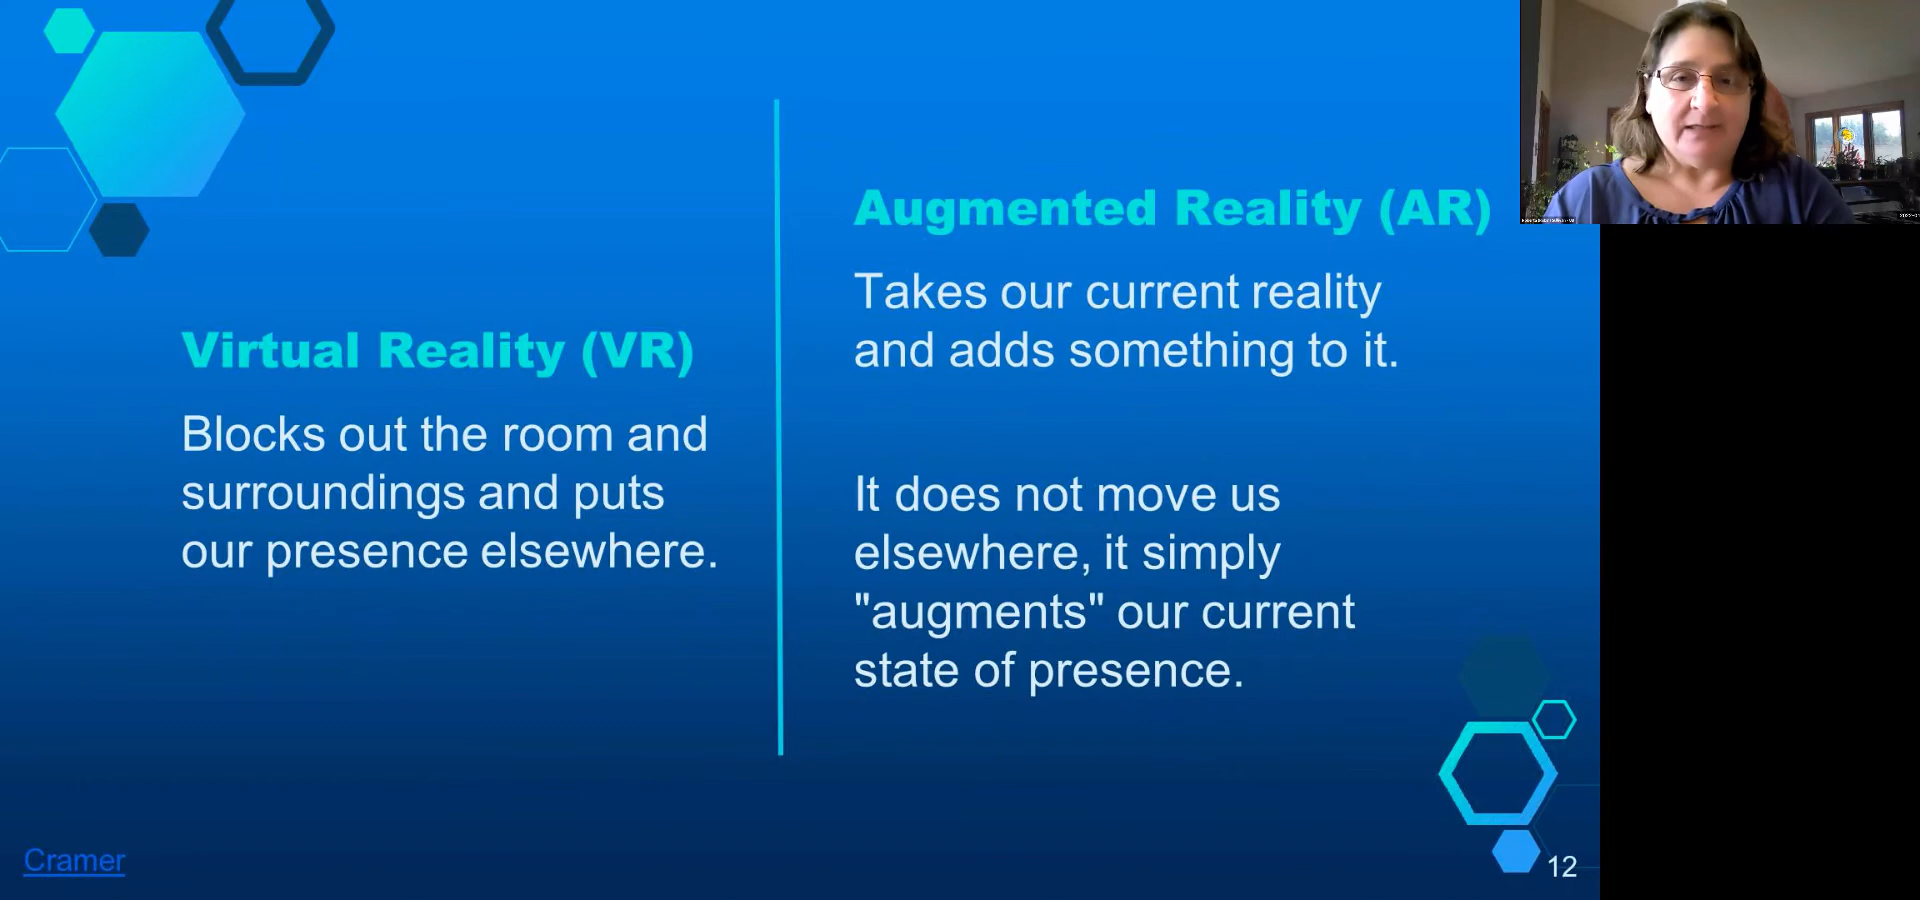 Virtual Reality (VR)
Blocks out the room and
surroundings and puts
our presence elsewhere.
Augmented Reality (AR)
Takes our current reality
and adds something to it.
It does not move us
elsewhere, it simply
"augments" our current
state of presence.
Cramer
12